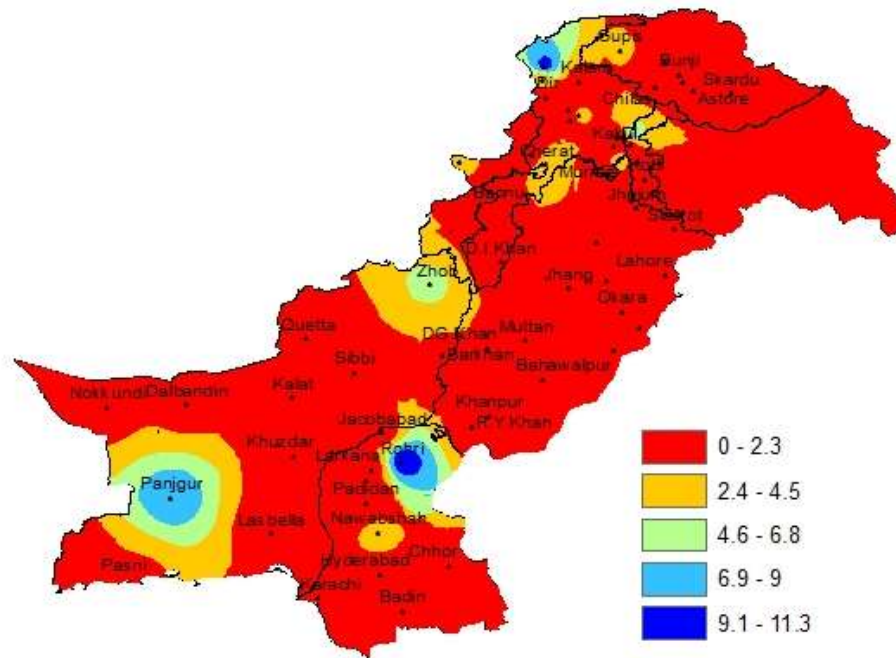 Gupis
Bunji
Kalam
Skardu
Dir
Astore
Chilas
Kakul
Cherat
Bannu
Jhelum
Sialkot
D.I Khan
Zhob
Lahore
Jhang
Okara
Quetta
DG Khan
Multan
Barkhan
Sibbi
Bahawalpur
Nokkundi
Dalbandin
Kalat
Khanpur
R Y Khan
Jacobabad
Khuzdar
Rohri
Larkana
Panjgur
Padidan
Nawabshah
Lasbella
Chhor
Pasni
Hyderabad
Karachi
Badin
0 - 2.3
2.4 - 4.5
4.6 - 6.8
6.9 - 9
9.1 - 11.3